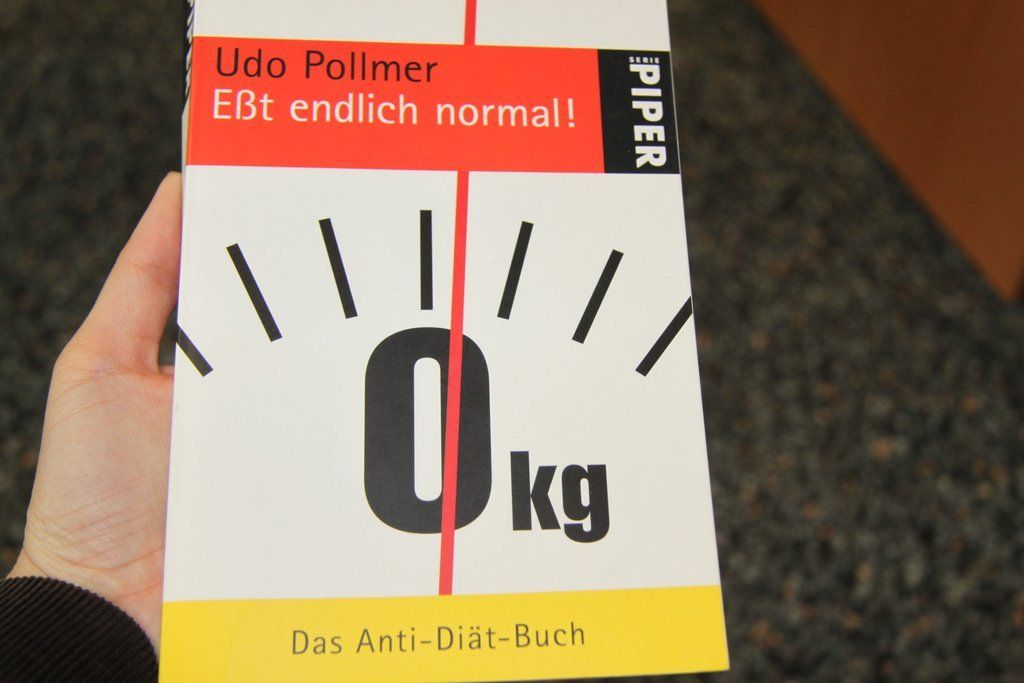 Udo Pollmer
Eßt endlich normal!
SERIE
PIPER
0 kg
Das Anti-Diät-Buch